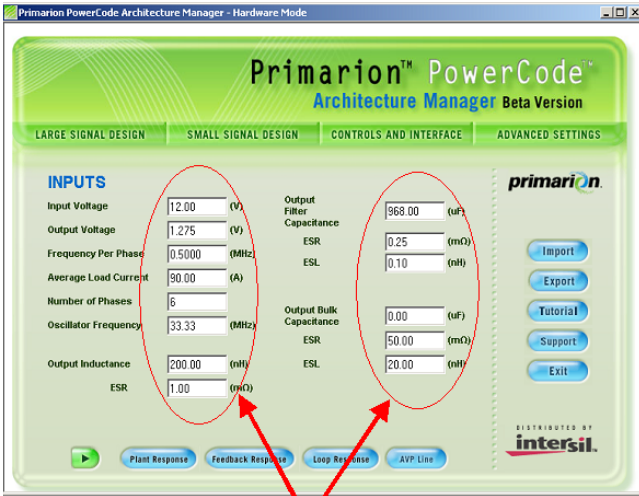 Primarion PowerCode Architecture Manager - Hardware Mode
Primarion™ PowerCode™
Architecture Manager Beta Version
LARGE SIGNAL DESIGN SMALL SIGNAL DESIGN CONTROLS AND INTERFACE ADVANCED SETTINGS
INPUTS
Input Voltage 12.00 (V)
Output Voltage 1.275 (V)
Frequency Per Phase 0.5000 (MHz)
Average Load Current 90.00 (A)
Number of Phases 6
Oscillator Frequency 33.33 (MHz)
Output Inductance 200.00 (nH)
ESR 1.00 (mΩ)
Output
Filter
Capacitance 968.00 (uF)
ESR 0.25 (mΩ)
ESL 0.10 (nH)
Output Bulk
Capacitance 0.00 (uF)
ESR 50.00 (mΩ)
ESL 20.00 (nH)
primarion.
Import
Export
Tutorial
Support
Exit
DISTRIBUTED BY
intersil.
Plant Response Feedback Response Loop Response AVP Line